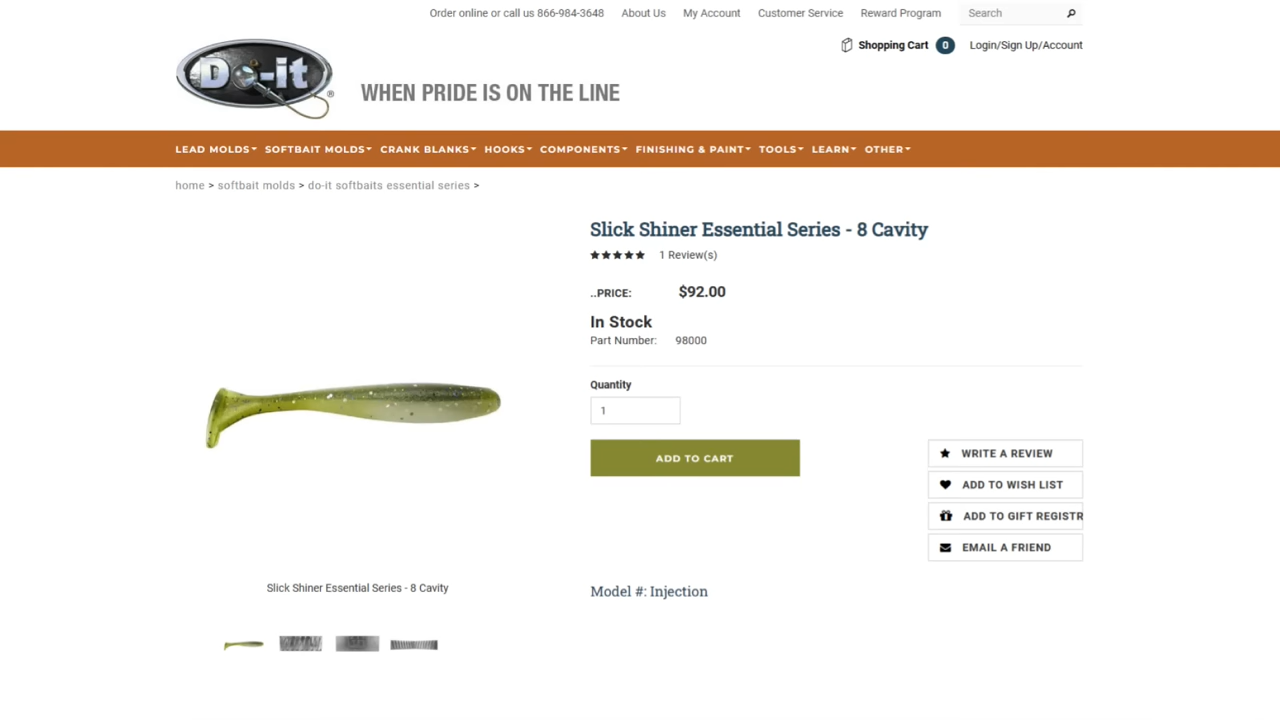 Order online or call us 866-984-3648 About Us My Account Customer Service Reward Program Search
Shopping Cart 0 Login/Sign Up/Account
Do-it ®
WHEN PRIDE IS ON THE LINE
LEAD MOLDS SOFTBAIT MOLDS CRANK BLANKS HOOKS COMPONENTS FINISHING & PAINT TOOLS LEARN OTHER
home > softbait molds > do-it softbaits essential series >
Slick Shiner Essential Series - 8 Cavity
1 Review(s)
..PRICE: $92.00
In Stock
Part Number: 98000
Quantity
1
ADD TO CART
WRITE A REVIEW
ADD TO WISH LIST
ADD TO GIFT REGISTR
EMAIL A FRIEND
Slick Shiner Essential Series - 8 Cavity
Model #: Injection